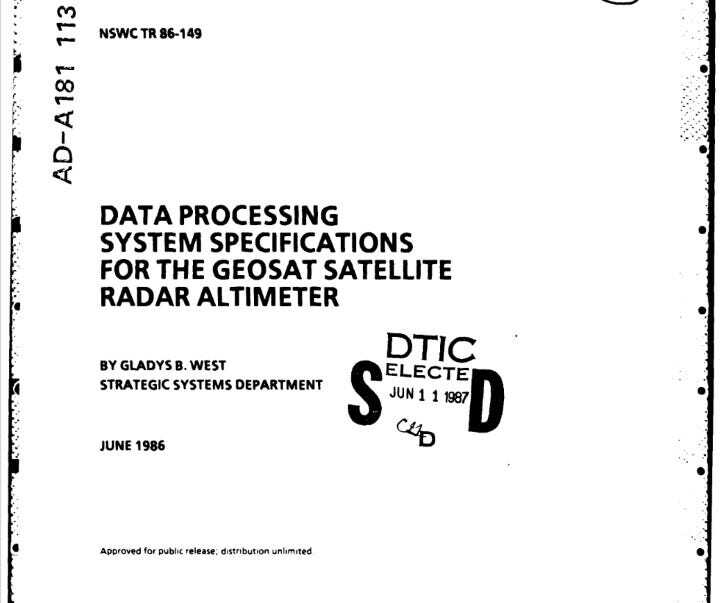 AD-A181 113
NSWC TR 86-149
DATA PROCESSING
SYSTEM SPECIFICATIONS
FOR THE GEOSAT SATELLITE
RADAR ALTIMETER
BY GLADYS B. WEST
STRATEGIC SYSTEMS DEPARTMENT
JUNE 1986
DTIC
ELECTE
JUN 1 1 1987
S D
D
Approved for public release; distribution unlimited.